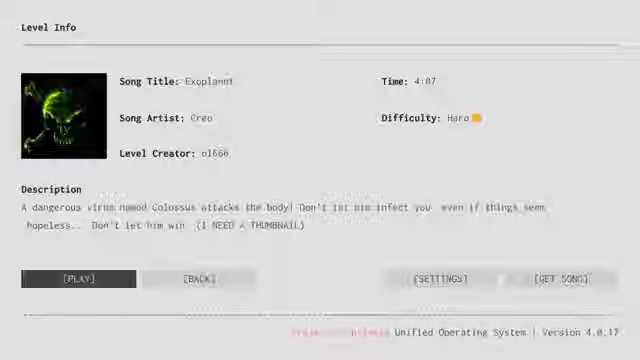 Level Info
Song Title: Exoplanet
Time: 4:07
Song Artist: Creo
Difficulty: Hard
Level Creator: ol666
Description
A dangerous virus named Colossus attacks the body! Don't let him infect you even if things seem
hopeless.. Don't let him win (I NEED A THUMBNAIL)
[PLAY] [BACK] [SETTINGS] [GET SONG]
Unified Operating System | Version 4.0.17